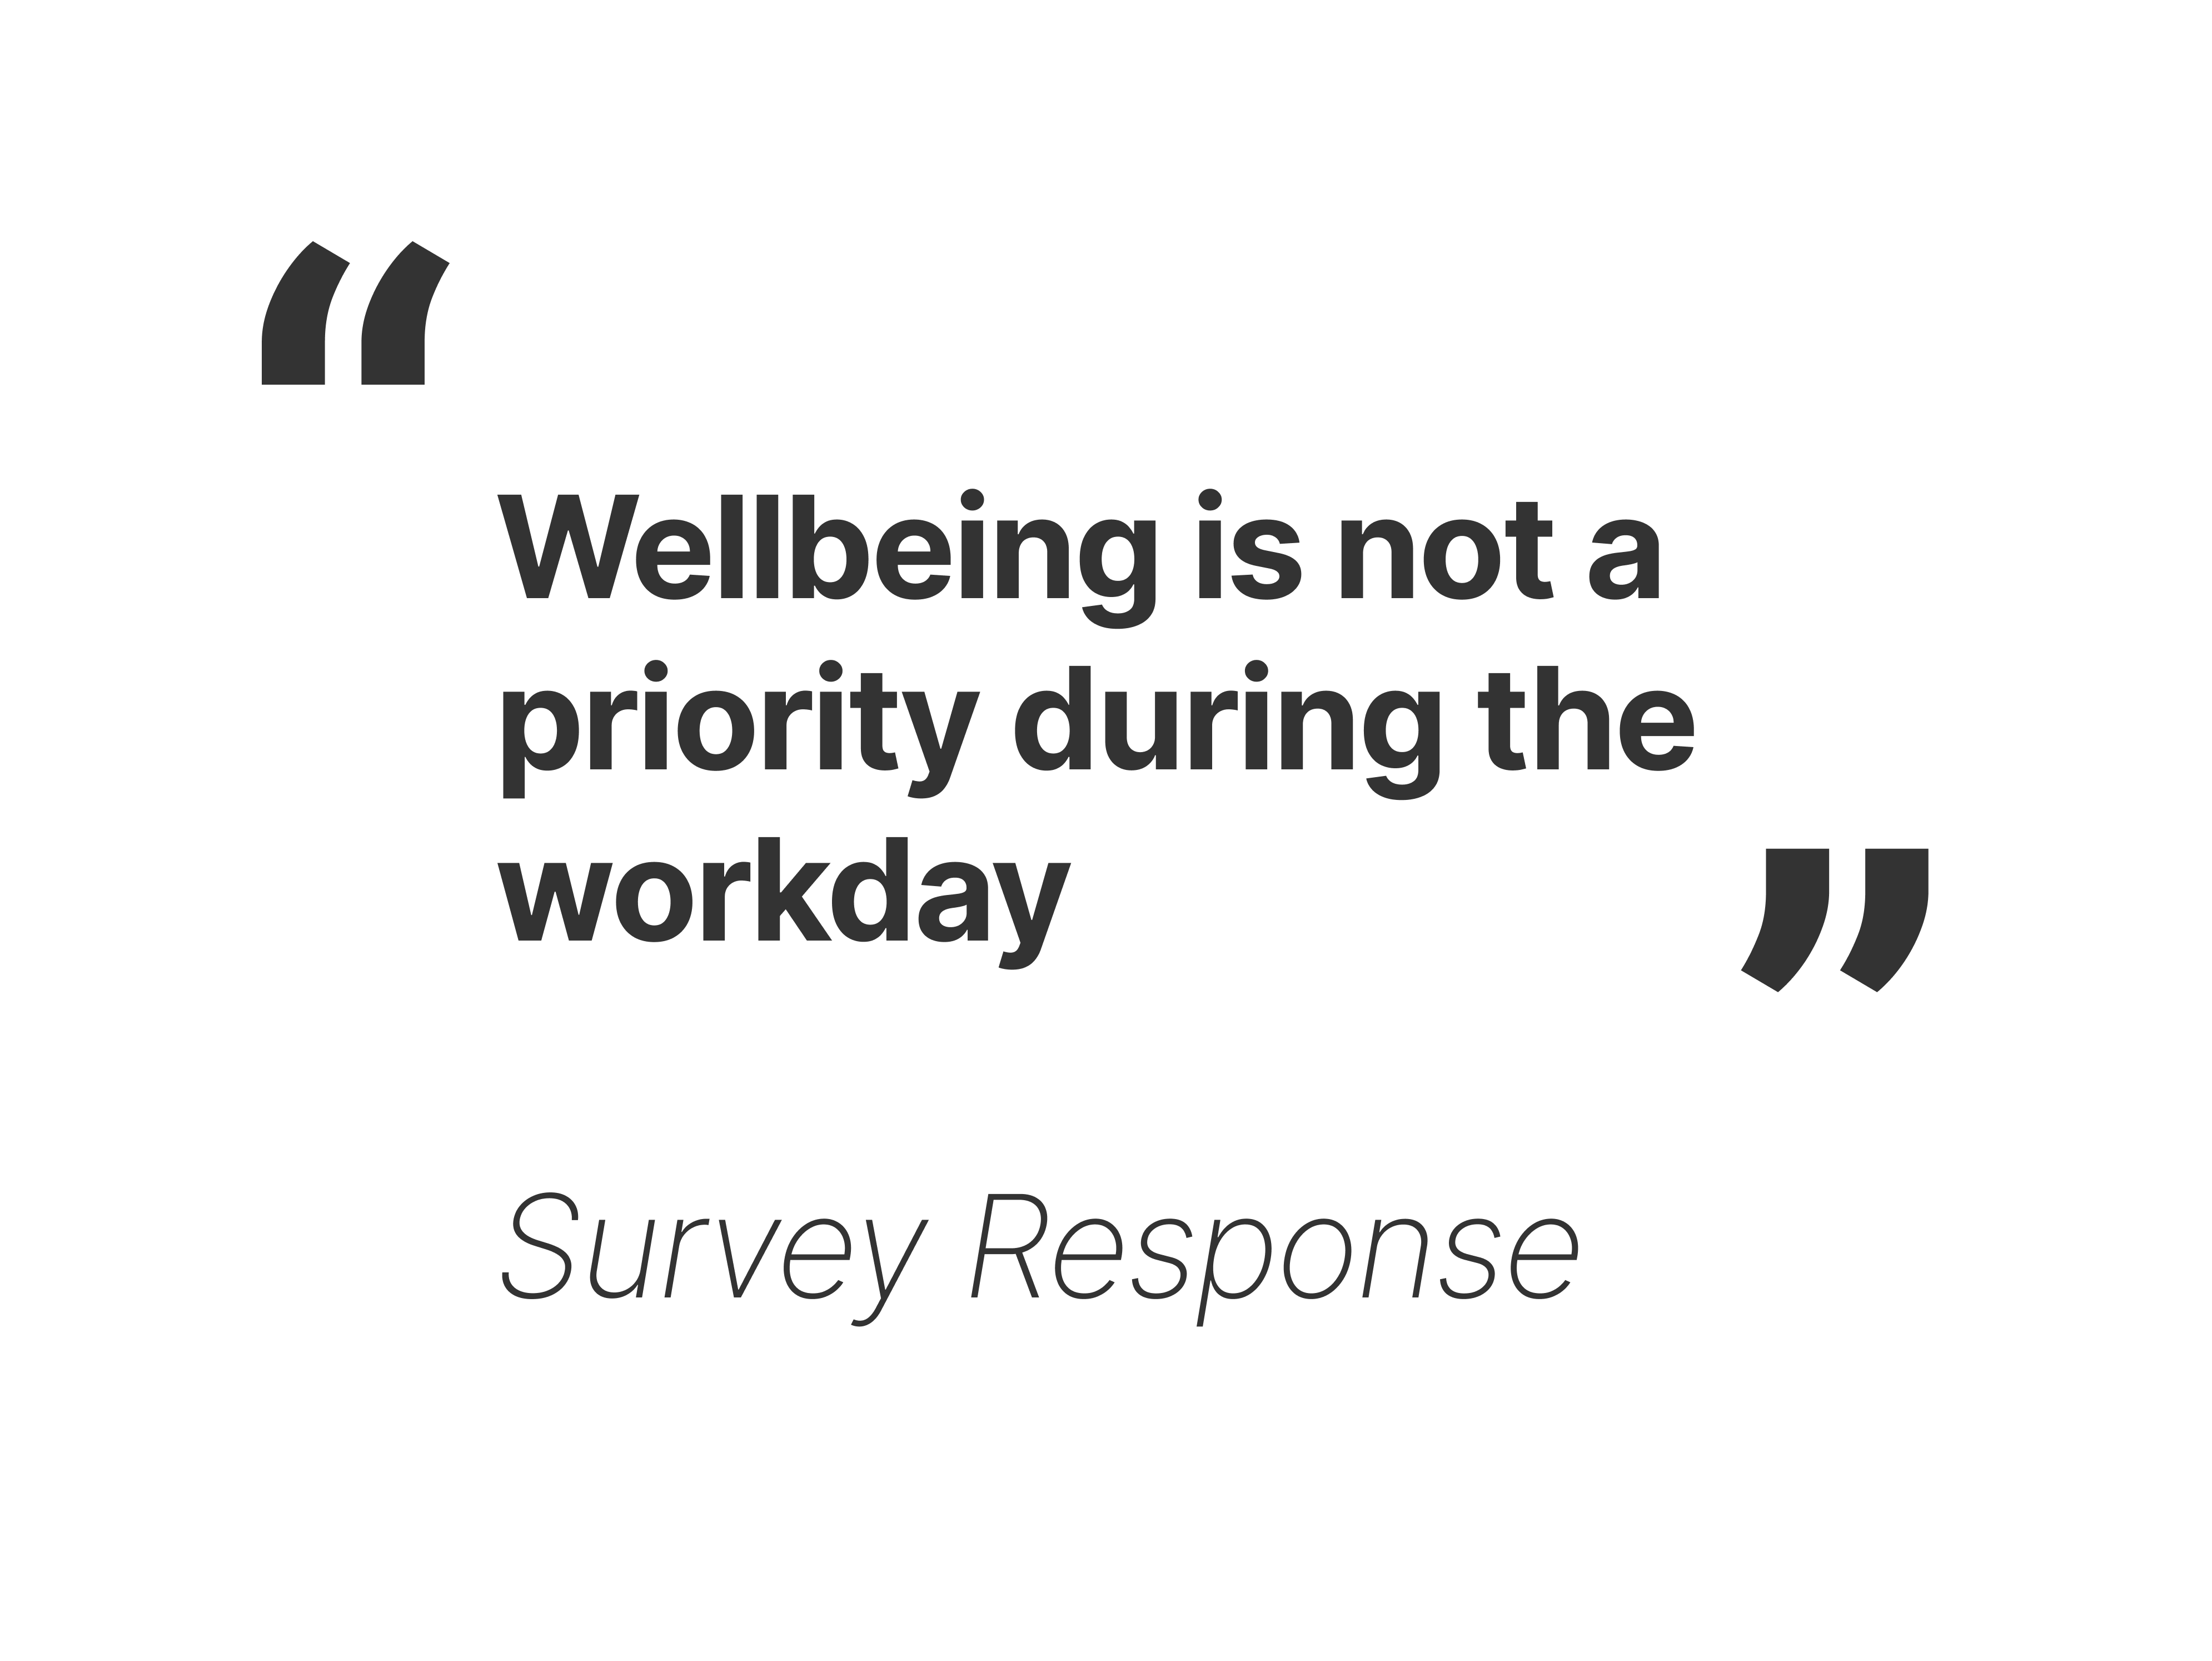 “
Wellbeing is not a
priority during the
workday
”
Survey Response